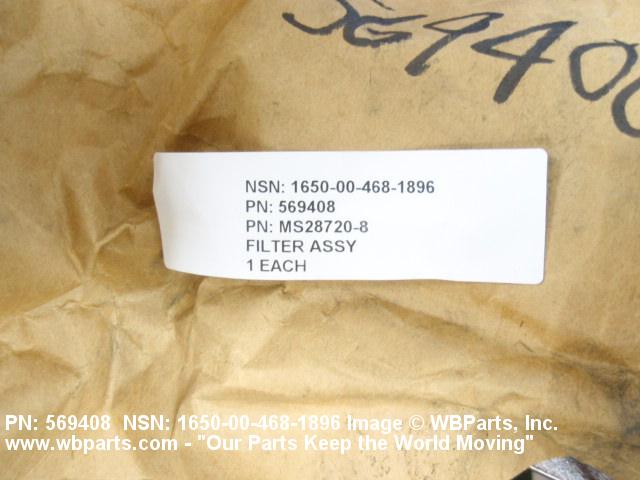 569400
NSN: 1650-00-468-1896
PN: 569408
PN: MS28720-8
FILTER ASSY
1 EACH
PN: 569408 NSN: 1650-00-468-1896 Image © WBParts, Inc.
www.wbparts.com - "Our Parts Keep the World Moving"